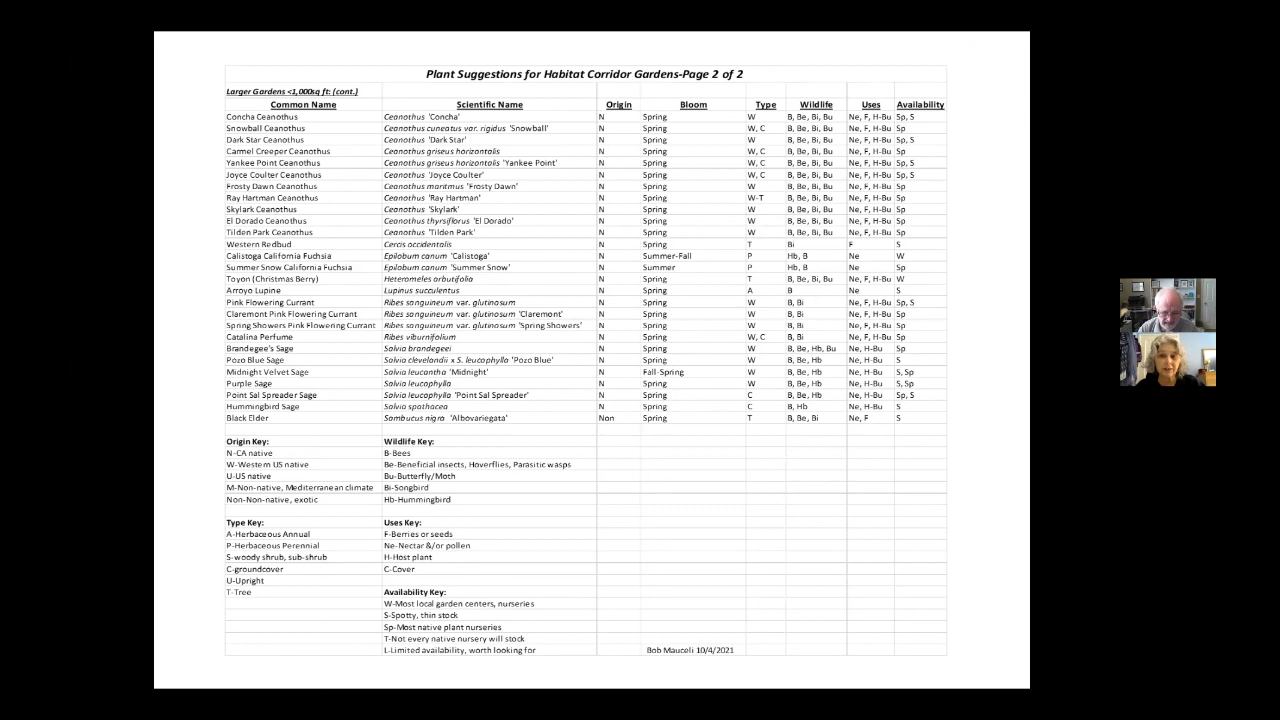 Plant Suggestions for Habitat Corridor Gardens-Page 2 of 2
Larger Gardens <1,000sq ft: (cont.)
Common Name Scientific Name Origin Bloom Type Wildlife Uses Availability
Concha Ceanothus Ceanothus 'Concha' N Spring W B, Be, Bi, Bu Ne, F, H-Bu Sp, S
Snowball Ceanothus Ceanothus cuneatus var. rigidus 'Snowball' N Spring W, C B, Be, Bi, Bu Ne, F, H-Bu Sp
Dark Star Ceanothus Ceanothus 'Dark Star' N Spring W B, Be, Bi, Bu Ne, F, H-Bu Sp, S
Carmel Creeper Ceanothus Ceanothus griseus horizontalis N Spring W, C B, Be, Bi, Bu Ne, F, H-Bu Sp
Yankee Point Ceanothus Ceanothus griseus horizontalis 'Yankee Point' N Spring W, C B, Be, Bi, Bu Ne, F, H-Bu Sp, S
Joyce Coulter Ceanothus Ceanothus 'Joyce Coulter' N Spring W, C B, Be, Bi, Bu Ne, F, H-Bu Sp, S
Frosty Dawn Ceanothus Ceanothus maritmus 'Frosty Dawn' N Spring W B, Be, Bi, Bu Ne, F, H-Bu Sp
Ray Hartman Ceanothus Ceanothus 'Ray Hartman' N Spring W-T B, Be, Bi, Bu Ne, F, H-Bu Sp
Skylark Ceanothus Ceanothus 'Skylark' N Spring W B, Be, Bi, Bu Ne, F, H-Bu Sp
El Dorado Ceanothus Ceanothus thyrsiflorus 'El Dorado' N Spring W B, Be, Bi, Bu Ne, F, H-Bu Sp
Tilden Park Ceanothus Ceanothus 'Tilden Park' N Spring W B, Be, Bi, Bu Ne, F, H-Bu Sp
Western Redbud Cercis occidentalis N Spring T Bi F S
Calistoga California Fuchsia Epilobum canum 'Calistoga' N Summer-Fall P Hb, B Ne W
Summer Snow California Fuchsia Epilobum canum 'Summer Snow' N Summer P Hb, B Ne Sp
Toyon (Christmas Berry) Heteromeles arbutifolia N Spring T B, Be, Bi, Bu Ne, F, H-Bu W
Arroyo Lupine Lupinus succulentus N Spring A B Ne S
Pink Flowering Currant Ribes sanguineum var. glutinosum N Spring W B, Bi Ne, F, H-Bu Sp, S
Claremont Pink Flowering Currant Ribes sanguineum var. glutinosum 'Claremont' N Spring W B, Bi Ne, F, H-Bu Sp
Spring Showers Pink Flowering Currant Ribes sanguineum var. glutinosum 'Spring Showers' N Spring W B, Bi Ne, F, H-Bu Sp
Catalina Perfume Ribes viburnifolium N Spring W, C B, Bi Ne, F, H-Bu Sp
Brandegee's Sage Salvia brandegeei N Spring W B, Be, Hb, Bu Ne, H-Bu Sp
Pozo Blue Sage Salvia clevelandii x S. leucophylla 'Pozo Blue' N Spring W B, Be, Hb Ne, H-Bu S
Midnight Velvet Sage Salvia leucantha 'Midnight' N Fall-Spring W B, Be, Hb Ne, H-Bu S, Sp
Purple Sage Salvia leucophylla N Spring W B, Be, Hb Ne, H-Bu Sp
Point Sal Spreader Sage Salvia leucophylla 'Point Sal Spreader' N Spring C B, Be, Hb Ne, H-Bu Sp, S
Hummingbird Sage Salvia spathacea N Spring C B, Hb Ne, H-Bu S
Black Elder Sambucus nigra 'Albovariegata' Non Spring T B, Be, Bi Ne, F S
Origin Key: Wildlife Key:
N-CA native B-Bees
W-Western US native Be-Beneficial insects, Hoverflies, Parasitic wasps
U-US native Bu-Butterfly/Moth
M-Non-native, Mediterranean climate Bi-Songbird
Non-Non-native, exotic Hb-Hummingbird
Type Key: Uses Key:
A-Herbaceous Annual F-Berries or seeds
P-Herbaceous Perennial Ne-Nectar &/or pollen
S-woody shrub, sub-shrub H-Host plant
C-groundcover C-Cover
U-Upright
T-Tree Availability Key:
W-Most local garden centers, nurseries
S-Spotty, thin stock
Sp-Most native plant nurseries
T-Not every native nursery will stock
L-Limited availability, worth looking for Bob Mauceli 10/4/2021